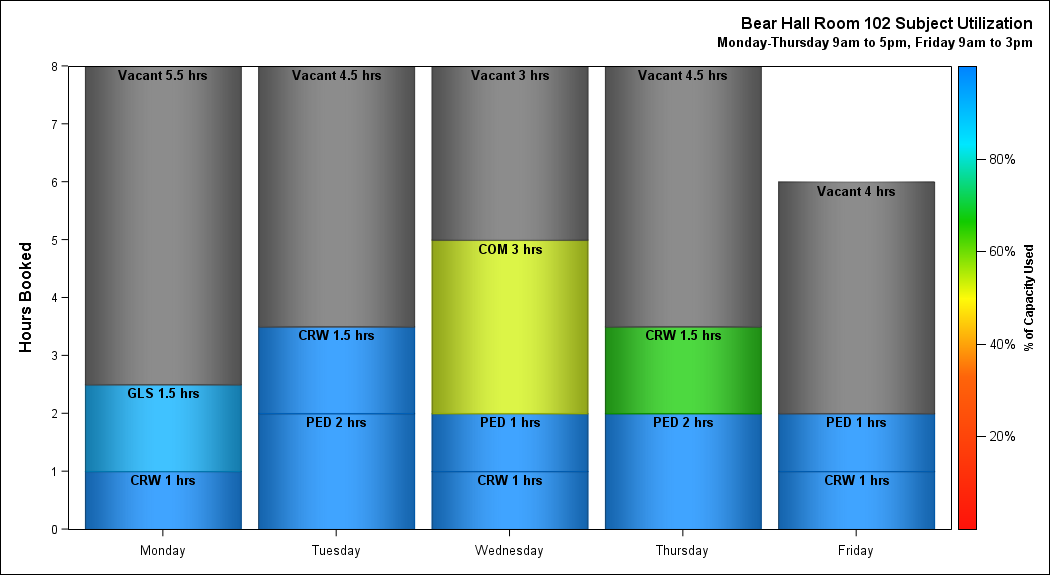 Bear Hall Room 102 Subject Utilization
Monday-Thursday 9am to 5pm, Friday 9am to 3pm
Hours Booked
8
7
6
5
4
3
2
1
0
Vacant 5.5 hrs
GLS 1.5 hrs
CRW 1 hrs
Vacant 4.5 hrs
CRW 1.5 hrs
PED 2 hrs
Vacant 3 hrs
COM 3 hrs
PED 1 hrs
CRW 1 hrs
Vacant 4.5 hrs
CRW 1.5 hrs
PED 2 hrs
Vacant 4 hrs
PED 1 hrs
CRW 1 hrs
Monday
Tuesday
Wednesday
Thursday
Friday
80%
60%
40%
20%
% of Capacity Used